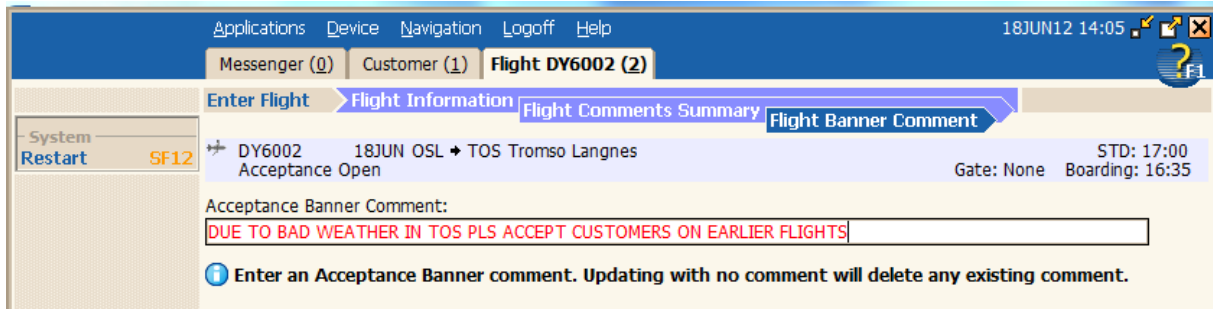 Applications Device Navigation Logoff Help 18JUN12 14:05
Messenger (0) Customer (1) Flight DY6002 (2)
?F1
Enter Flight Flight Information Flight Comments Summary Flight Banner Comment
System
Restart SF12
DY6002 18JUN OSL → TOS Tromso Langnes STD: 17:00
Acceptance Open Gate: None Boarding: 16:35
Acceptance Banner Comment:
DUE TO BAD WEATHER IN TOS PLS ACCEPT CUSTOMERS ON EARLIER FLIGHTS
Enter an Acceptance Banner comment. Updating with no comment will delete any existing comment.